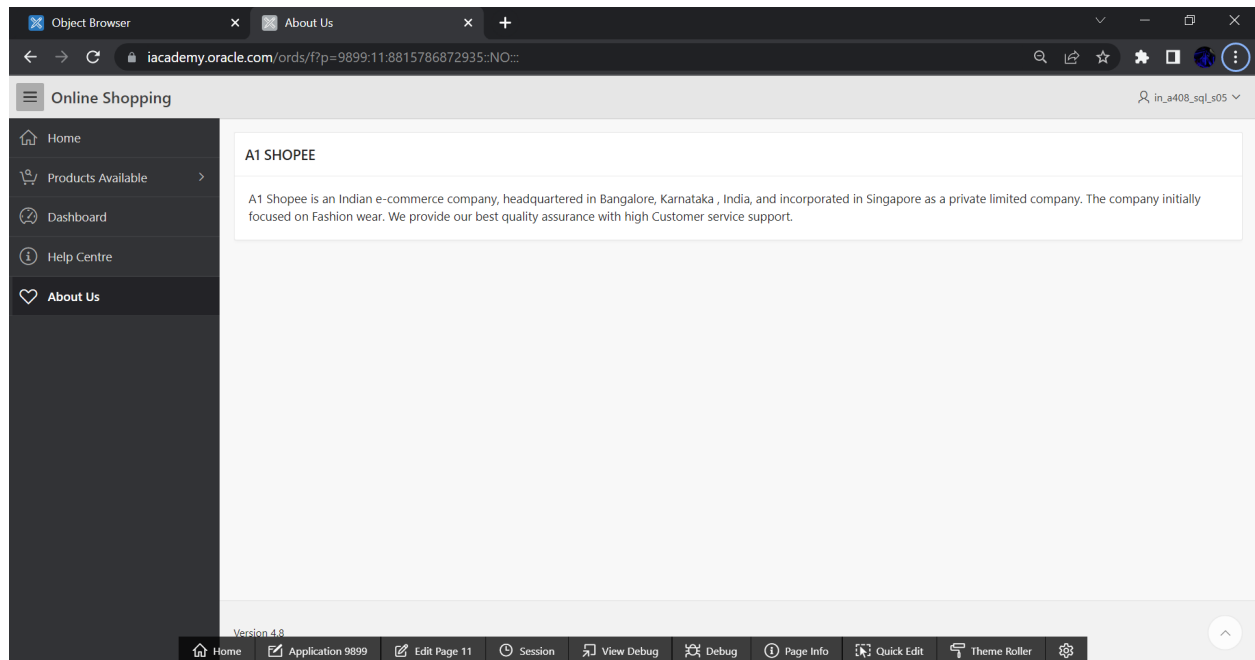 Object Browser
About Us
iacademy.oracle.com/ords/f?p=9899:11:8815786872935::NO:::
Online Shopping
in_a408_sql_s05
Home
Products Available
Dashboard
Help Centre
About Us
A1 SHOPEE
A1 Shopee is an Indian e-commerce company, headquartered in Bangalore, Karnataka , India, and incorporated in Singapore as a private limited company. The company initially
focused on Fashion wear. We provide our best quality assurance with high Customer service support.
Version 4.8
Home Application 9899 Edit Page 11 Session View Debug Debug Page Info Quick Edit Theme Roller